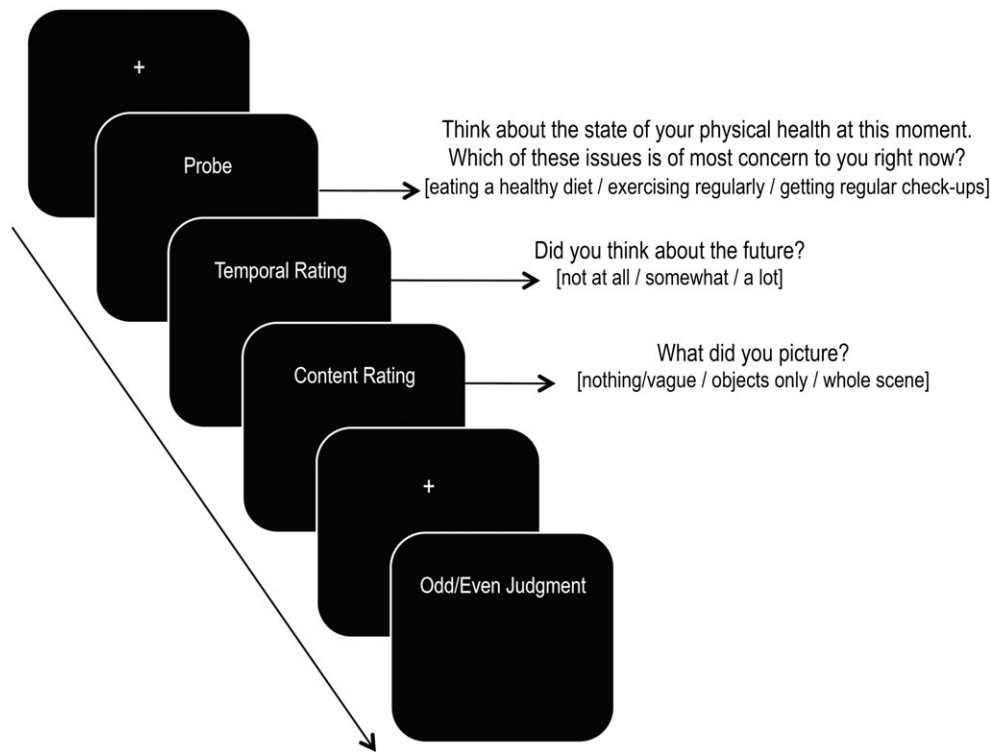 +
Probe
Think about the state of your physical health at this moment.
Which of these issues is of most concern to you right now?
[eating a healthy diet / exercising regularly / getting regular check-ups]
Temporal Rating
Did you think about the future?
[not at all / somewhat / a lot]
Content Rating
What did you picture?
[nothing/vague / objects only / whole scene]
+
Odd/Even Judgment